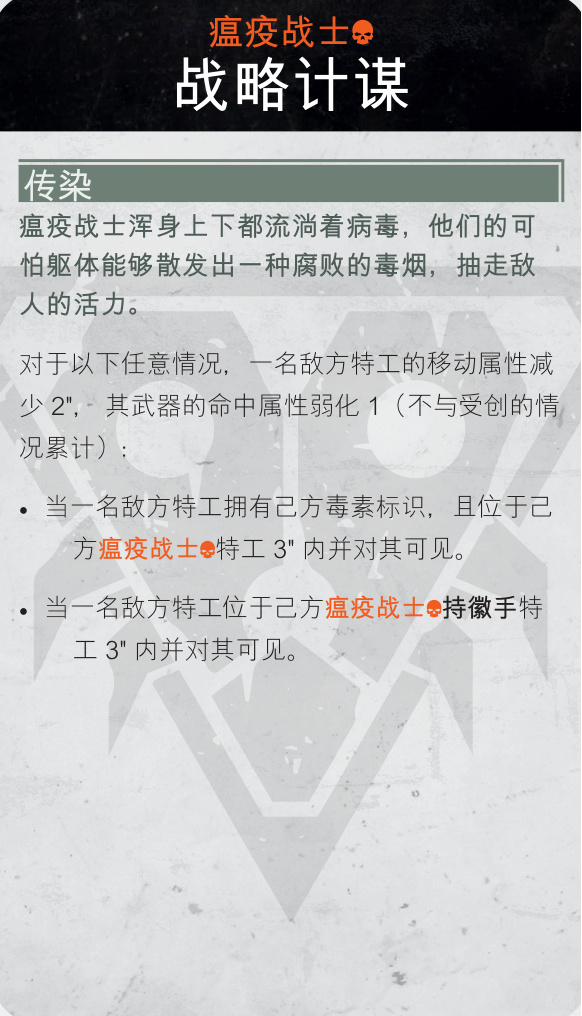 瘟疫战士
战略计谋
传染
瘟疫战士浑身上下都流淌着病毒，他们的可
怕躯体能够散发出一种腐败的毒烟，抽走敌
人的活力。
对于以下任意情况，一名敌方特工的移动属性减
少 2"， 其武器的命中属性弱化 1（不与受创的情
况累计）:
• 当一名敌方特工拥有己方毒素标识，且位于己
方瘟疫战士特工 3" 内并对其可见。
• 当一名敌方特工位于己方瘟疫战士持徽手特
工 3" 内并对其可见。